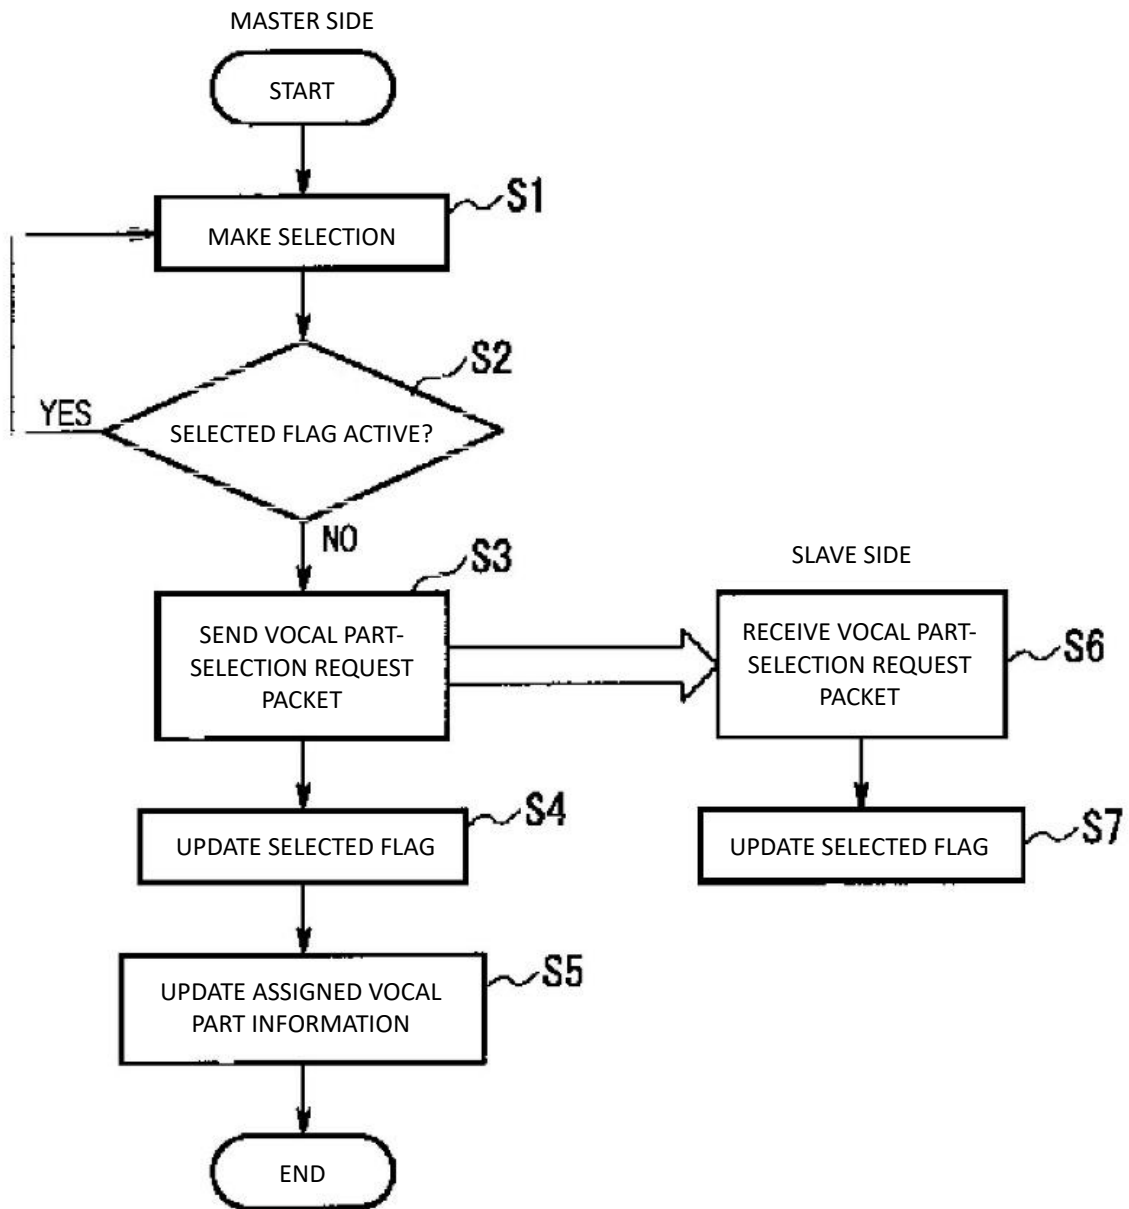 MASTER SIDE
START
S1
MAKE SELECTION
S2
YES
SELECTED FLAG ACTIVE?
NO
S3
SEND VOCAL PART-
SELECTION REQUEST
PACKET
SLAVE SIDE
RECEIVE VOCAL PART-
SELECTION REQUEST
PACKET
S6
S4
UPDATE SELECTED FLAG
UPDATE SELECTED FLAG
S7
S5
UPDATE ASSIGNED VOCAL
PART INFORMATION
END